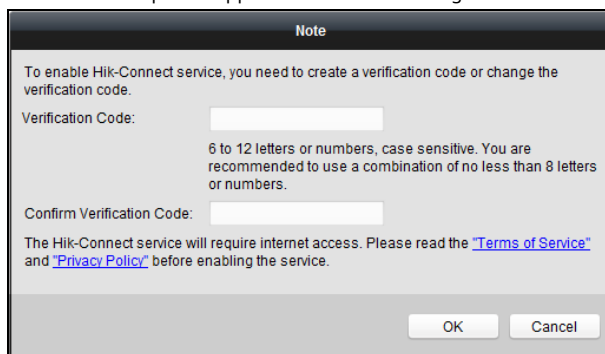 Note
To enable Hik-Connect service, you need to create a verification code or change the
verification code.
Verification Code:
6 to 12 letters or numbers, case sensitive. You are
recommended to use a combination of no less than 8 letters
or numbers.
Confirm Verification Code:
The Hik-Connect service will require internet access. Please read the "Terms of Service"
and "Privacy Policy" before enabling the service.
OK Cancel